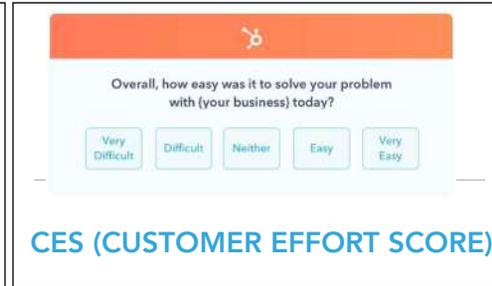 Overall, how easy was it to solve your problem
with {your business} today?
Very
Difficult
Difficult
Neither
Easy
Very
Easy
CES (CUSTOMER EFFORT SCORE)